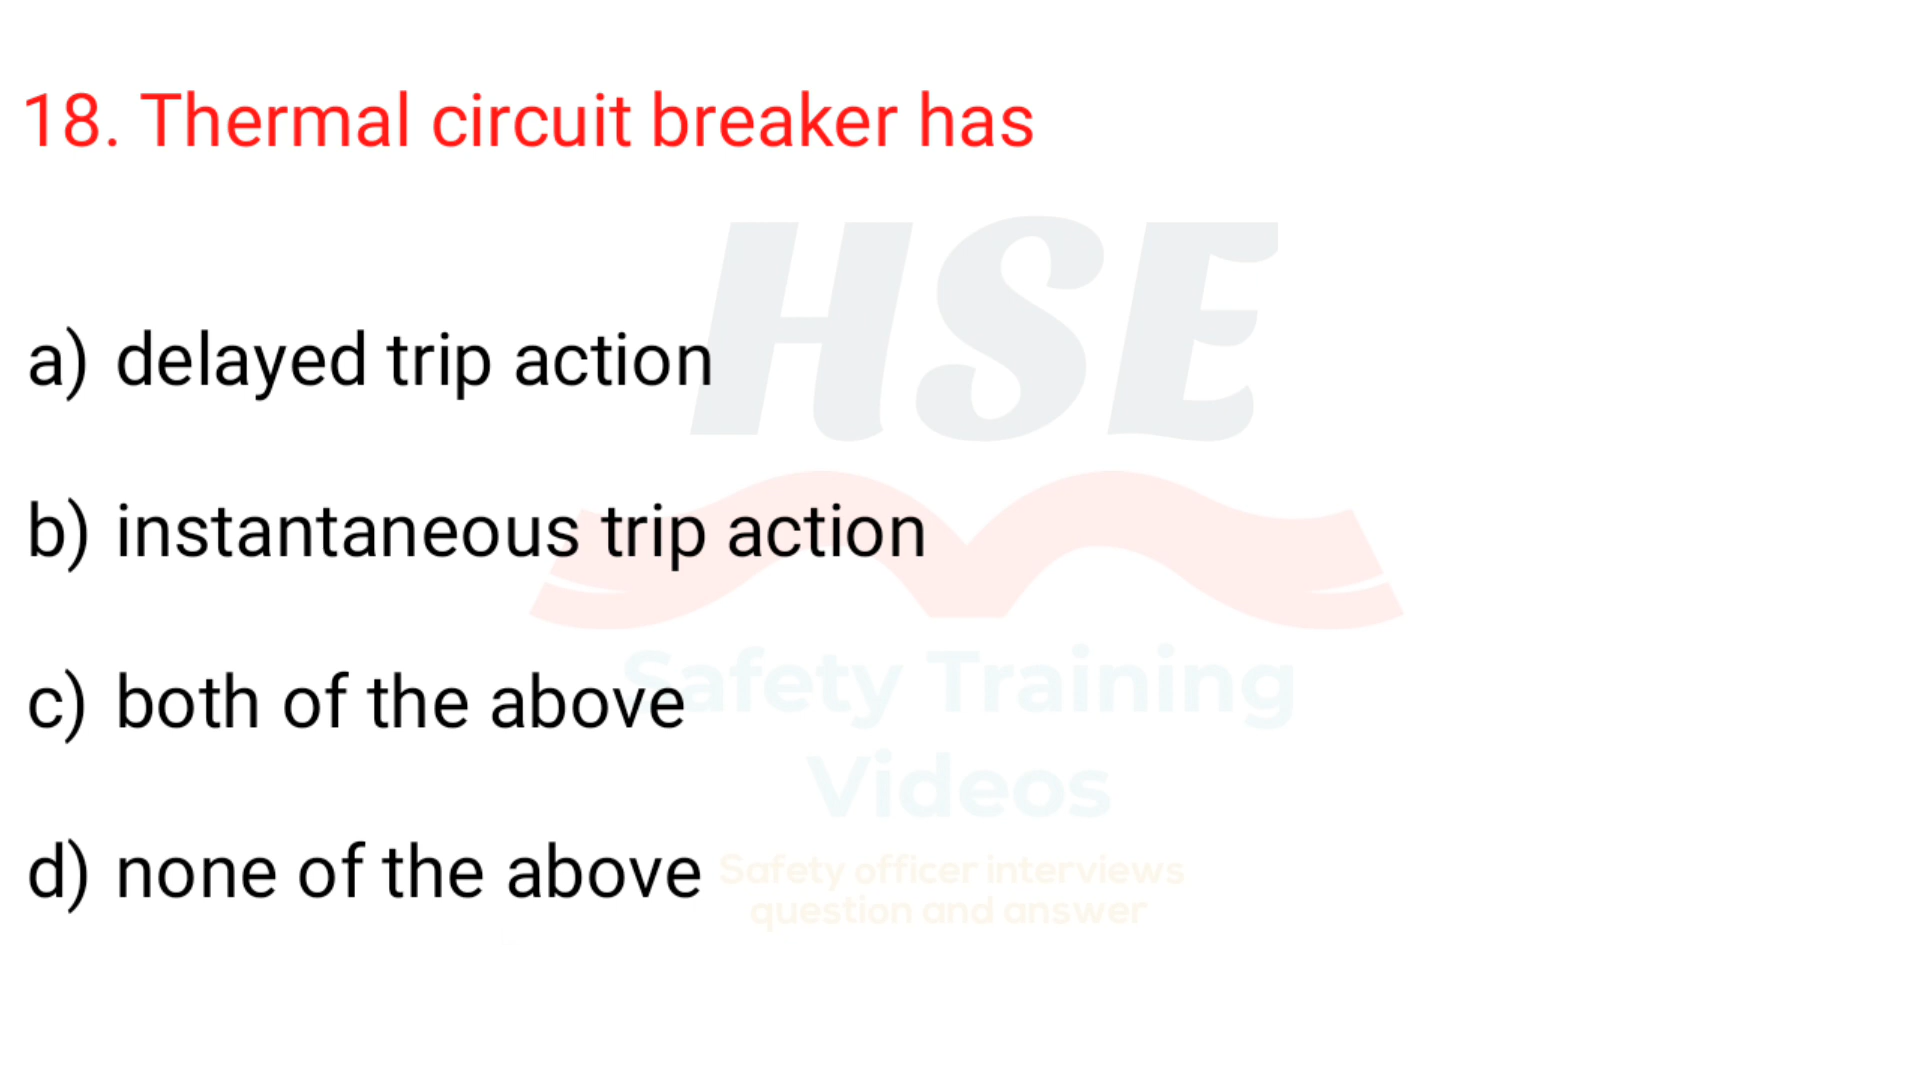 18. Thermal circuit breaker has
HSE
a) delayed trip action
b) instantaneous trip action
Safety Training
c) both of the above
Videos
d) none of the above
Safety officer interviews
question and answer